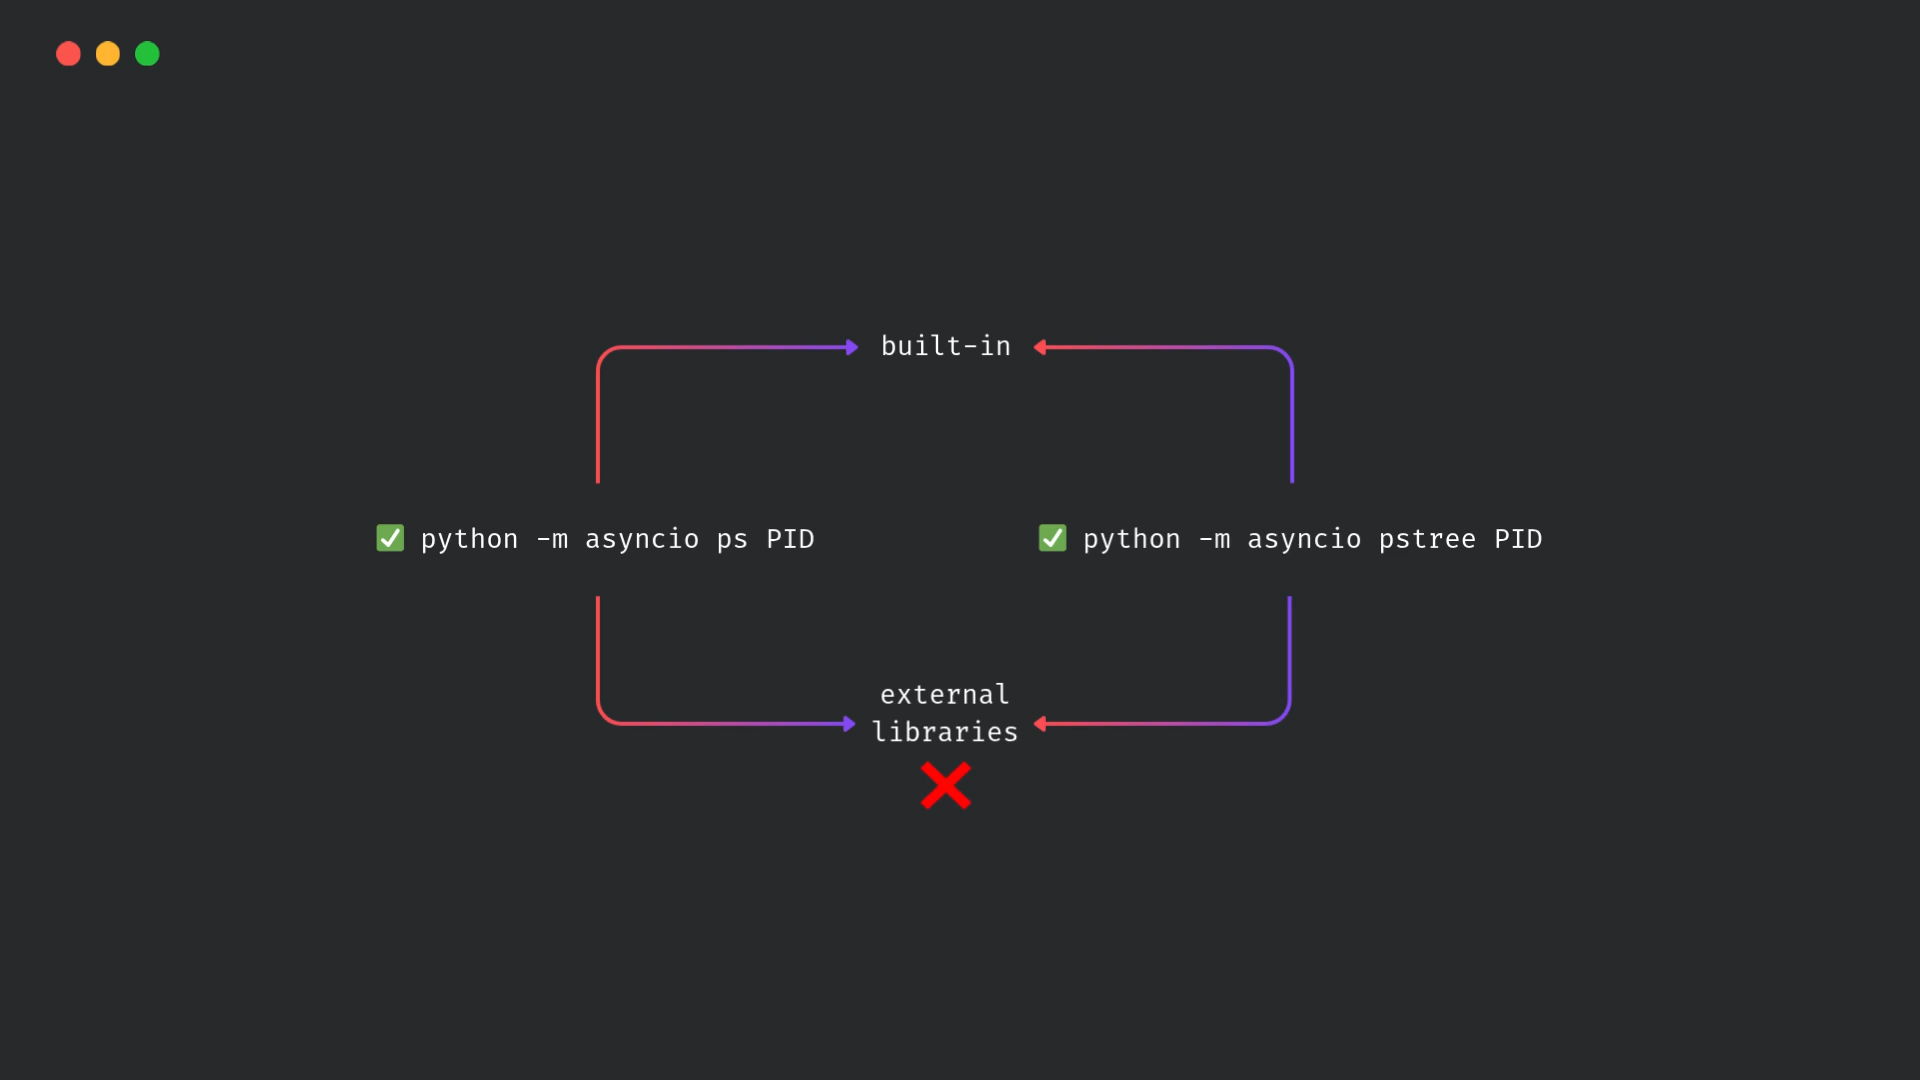 built-in
✅ python -m asyncio ps PID
✅ python -m asyncio pstree PID
external
libraries
❌